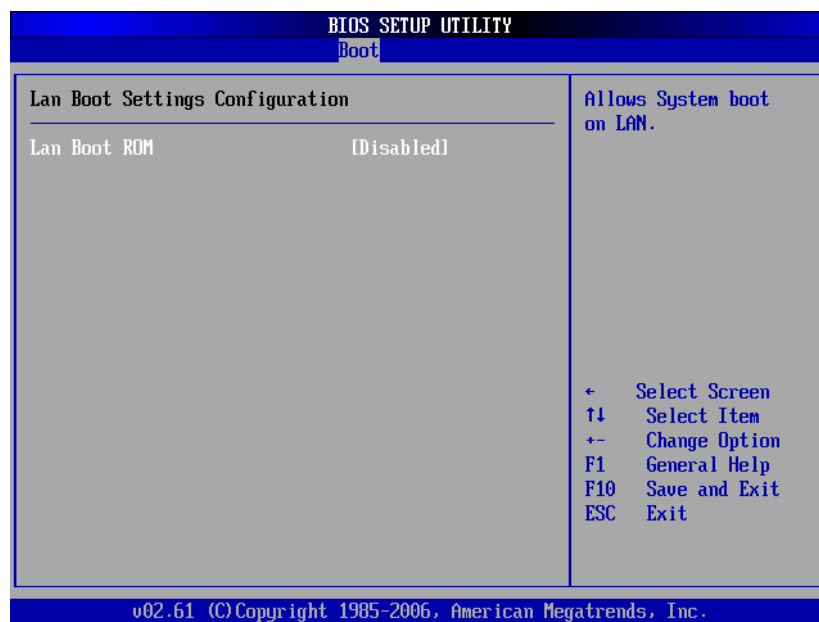 BIOS SETUP UTILITY
Boot
Lan Boot Settings Configuration
Lan Boot ROM [Disabled]
Allows System boot
on LAN.
← Select Screen
↑↓ Select Item
+- Change Option
F1 General Help
F10 Save and Exit
ESC Exit
v02.61 (C)Copyright 1985-2006, American Megatrends, Inc.